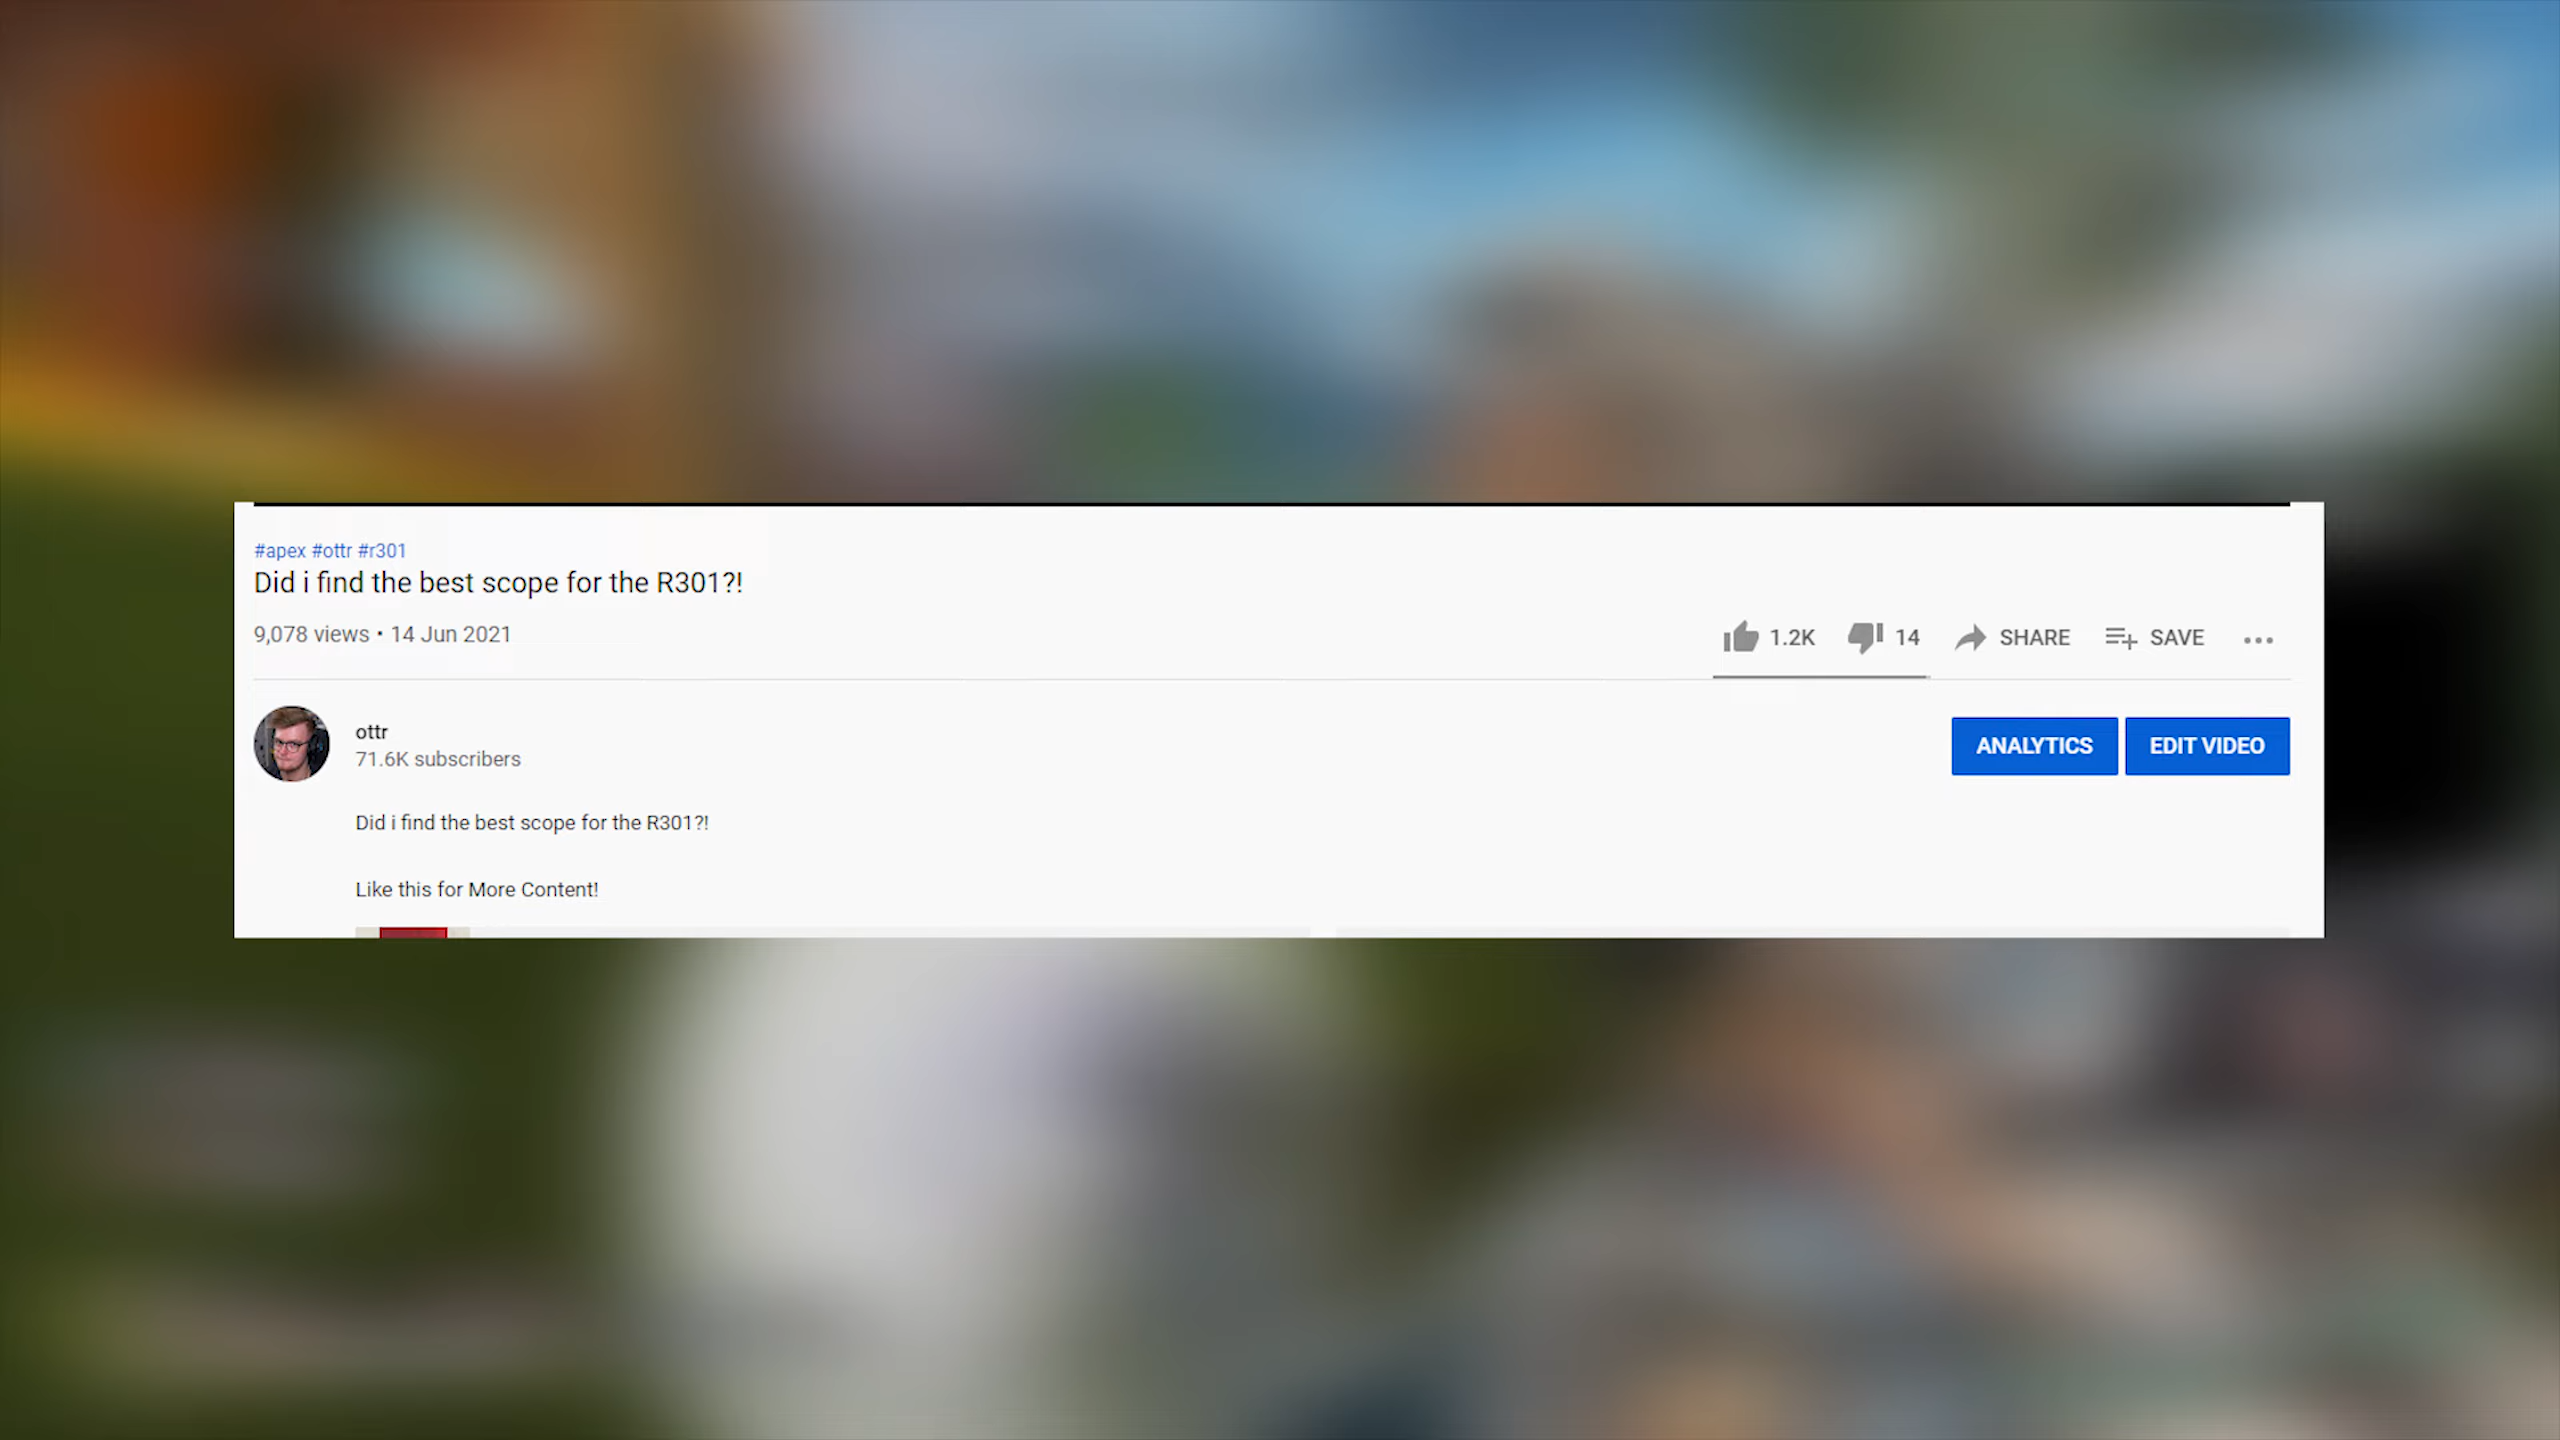 #apex #ottr #r301
Did i find the best scope for the R301?!
9,078 views • 14 Jun 2021
1.2K 14 SHARE SAVE
ottr
71.6K subscribers
ANALYTICS EDIT VIDEO
Did i find the best scope for the R301?!
Like this for More Content!